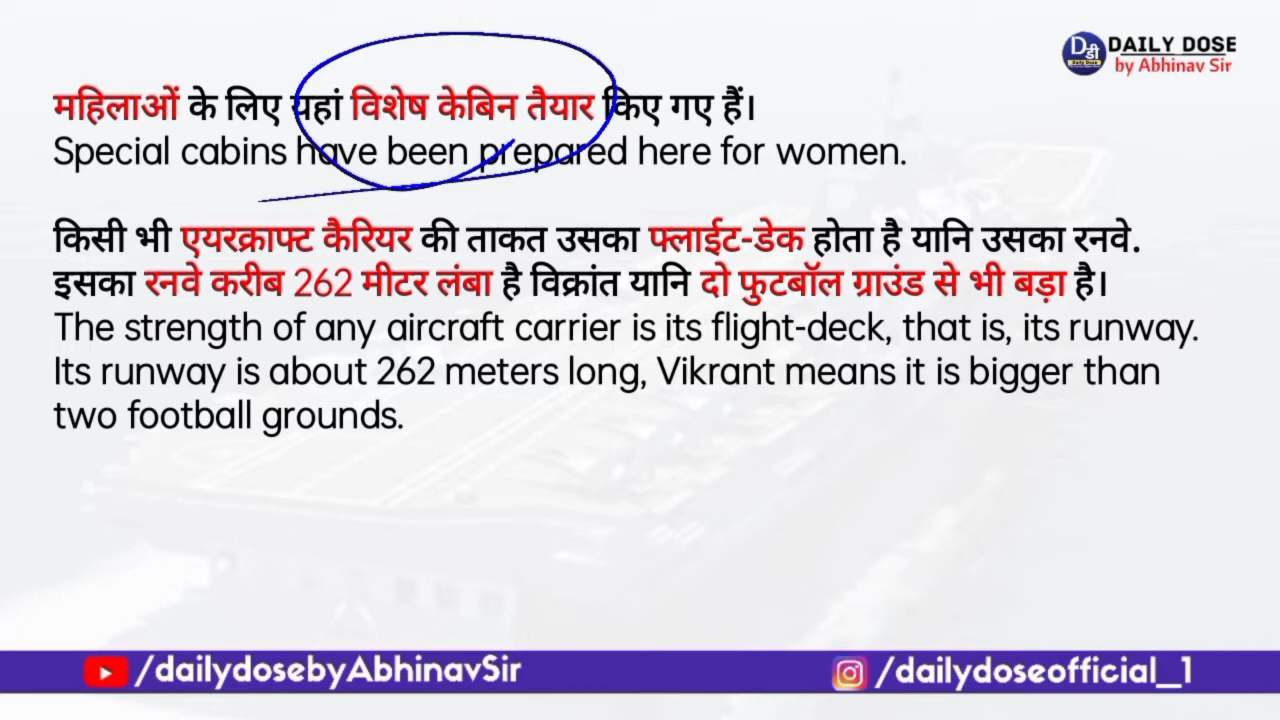 DAILY DOSE
by Abhinav Sir
महिलाओं के लिए यहां विशेष केबिन तैयार किए गए हैं।
Special cabins have been prepared here for women.
किसी भी एयरक्राफ्ट कैरियर की ताकत उसका फ्लाईट-डेक होता है यानि उसका रनवे.
इसका रनवे करीब 262 मीटर लंबा है विक्रांत यानि दो फुटबॉल ग्राउंड से भी बड़ा है।
The strength of any aircraft carrier is its flight-deck, that is, its runway.
Its runway is about 262 meters long, Vikrant means it is bigger than
two football grounds.
/dailydosebyAbhinavSir
/dailydoseofficial_1